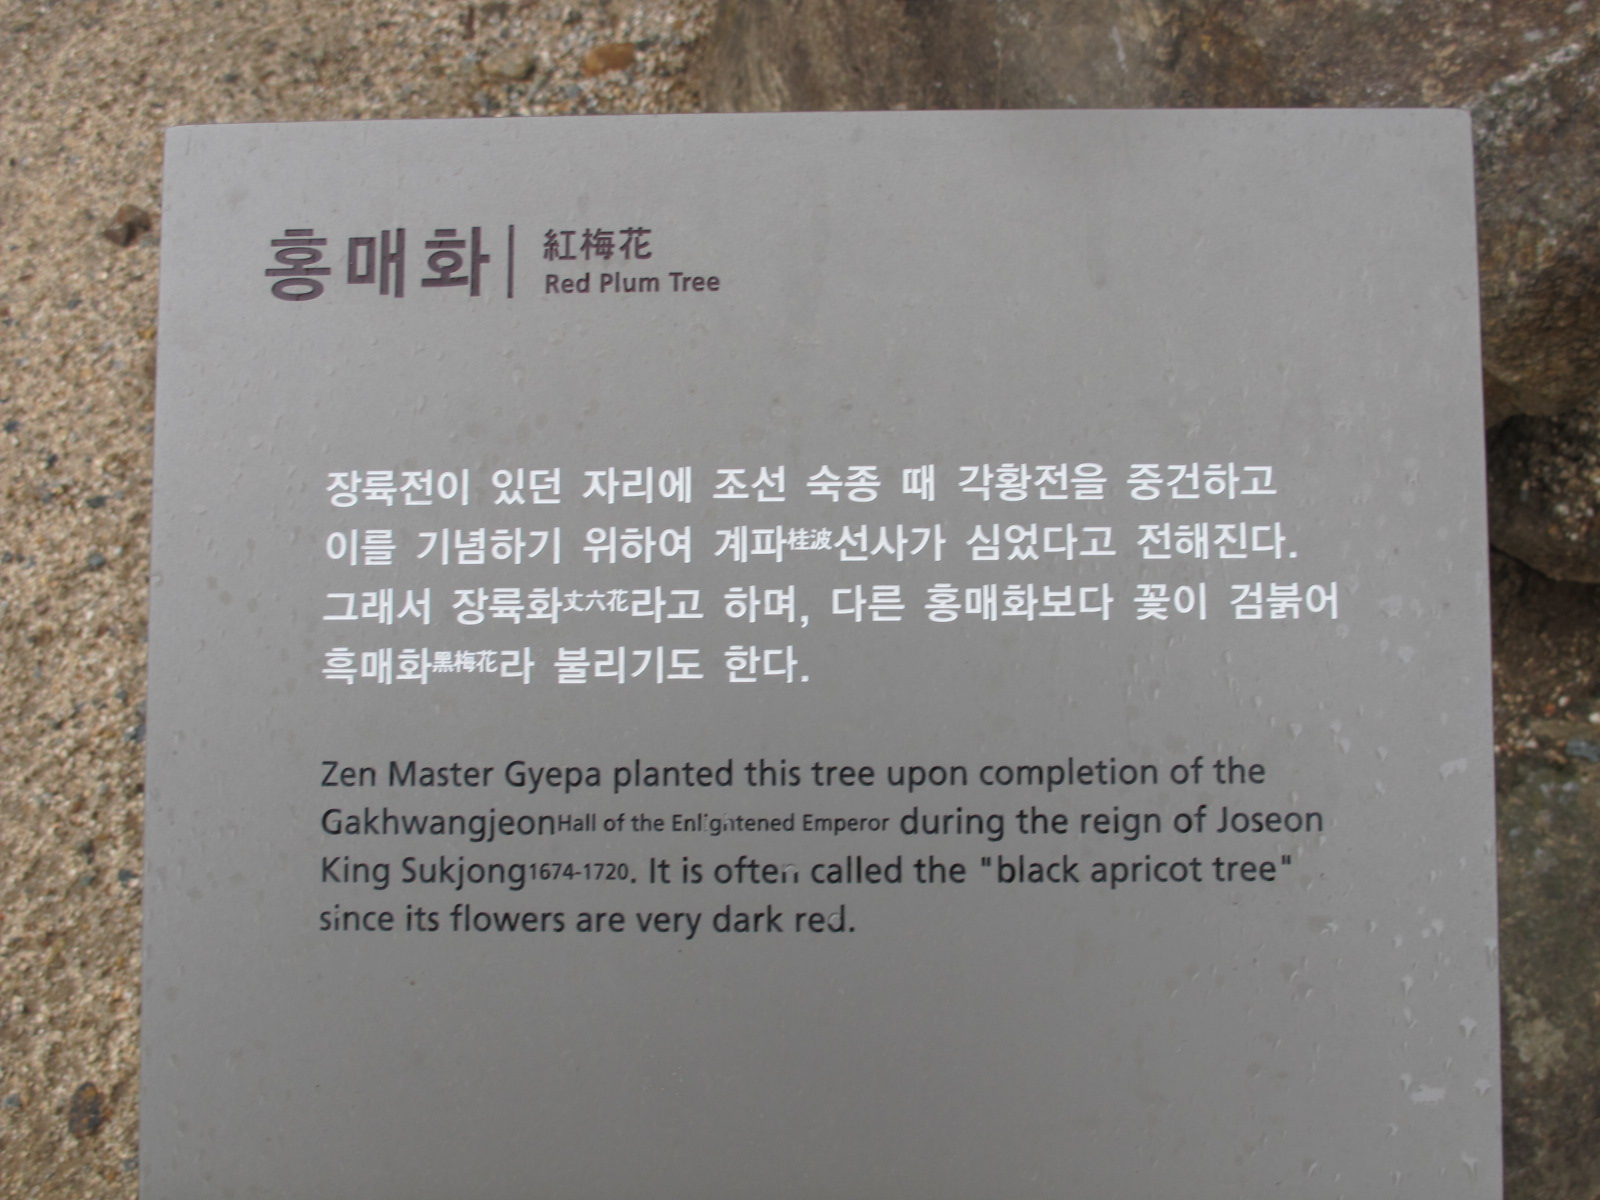 홍매화
紅梅花
Red Plum Tree
장륙전이 있던 자리에 조선 숙종 때 각황전을 중건하고
이를 기념하기 위하여 계파桂波선사가 심었다고 전해진다.
그래서 장륙화丈六花라고 하며, 다른 홍매화보다 꽃이 검붉어
흑매화黑梅花라 불리기도 한다.
Zen Master Gyepa planted this tree upon completion of the
GakhwangjeonHall of the Enlightened Emperor during the reign of Joseon
King Sukjong1674-1720. It is often called the "black apricot tree"
since its flowers are very dark red.